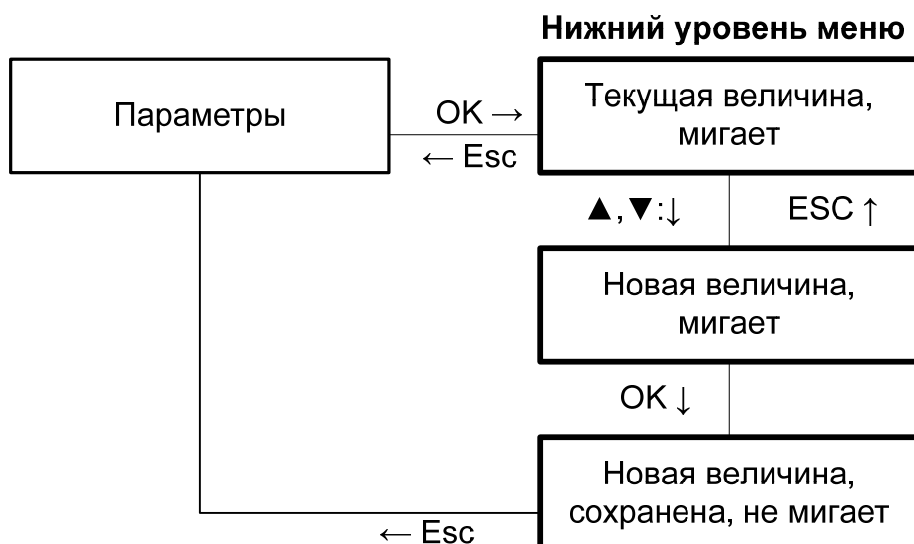 Нижний уровень меню
Параметры
OK →
← Esc
Текущая величина,
мигает
▲,▼:↓
ESC ↑
Новая величина,
мигает
OK ↓
Новая величина,
сохранена, не мигает
← Esc